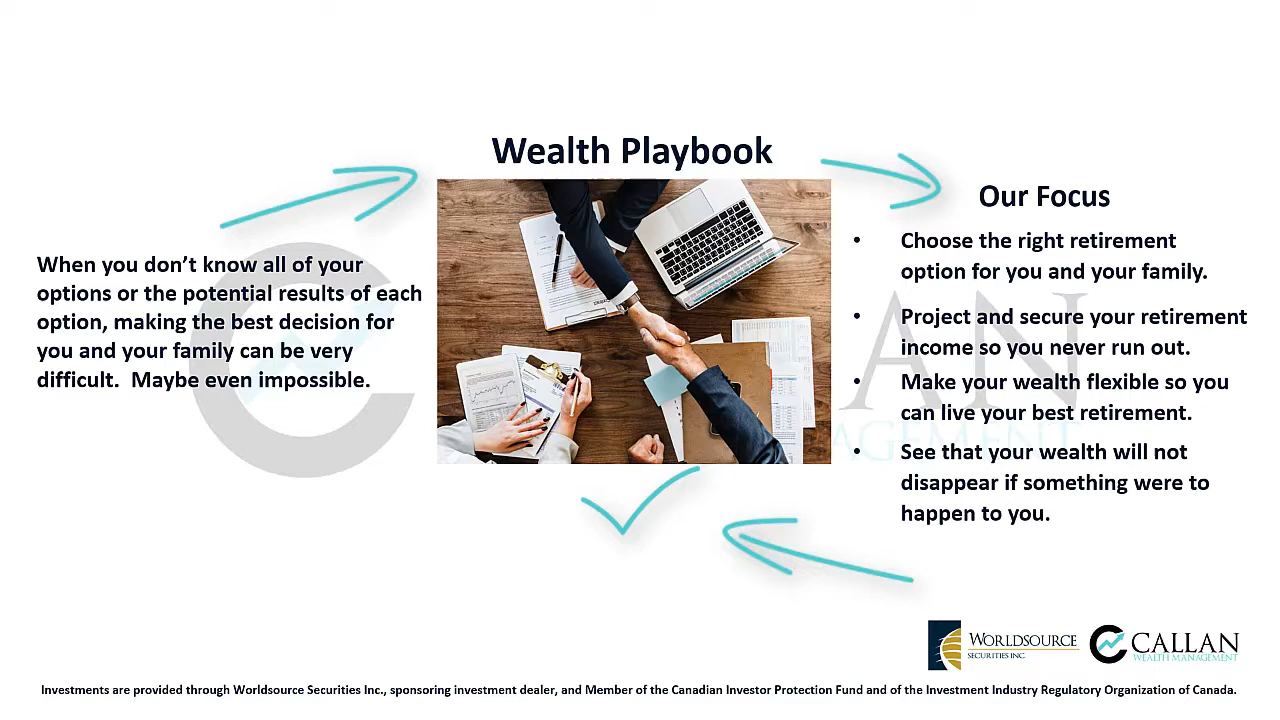 Wealth Playbook
When you don’t know all of your
options or the potential results of each
option, making the best decision for
you and your family can be very
difficult.  Maybe even impossible.
Our Focus
• Choose the right retirement
option for you and your family.
• Project and secure your retirement
income so you never run out.
• Make your wealth flexible so you
can live your best retirement.
• See that your wealth will not
disappear if something were to
happen to you.
WORLDSOURCE
SECURITIES INC.
CALLAN
WEALTH MANAGEMENT
Investments are provided through Worldsource Securities Inc., sponsoring investment dealer, and Member of the Canadian Investor Protection Fund and of the Investment Industry Regulatory Organization of Canada.